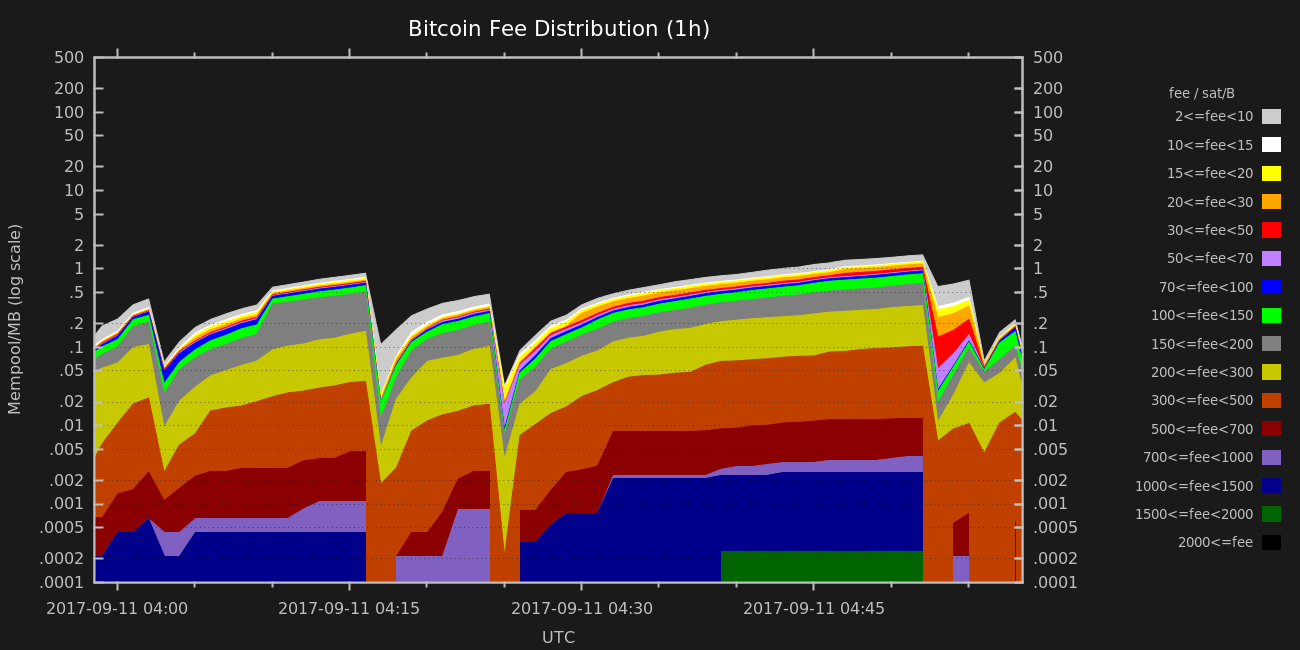 Bitcoin Fee Distribution (1h)
Mempool/MB (log scale)
500
200
100
50
20
10
5
2
1
.5
.2
.1
.05
.02
.01
.005
.002
.001
.0005
.0002
.0001
500
200
100
50
20
10
5
2
1
.5
.2
.1
.05
.02
.01
.005
.002
.001
.0005
.0002
.0001
2017-09-11 04:00
2017-09-11 04:15
2017-09-11 04:30
2017-09-11 04:45
UTC
fee / sat/B
2<=fee<10
10<=fee<15
15<=fee<20
20<=fee<30
30<=fee<50
50<=fee<70
70<=fee<100
100<=fee<150
150<=fee<200
200<=fee<300
300<=fee<500
500<=fee<700
700<=fee<1000
1000<=fee<1500
1500<=fee<2000
2000<=fee